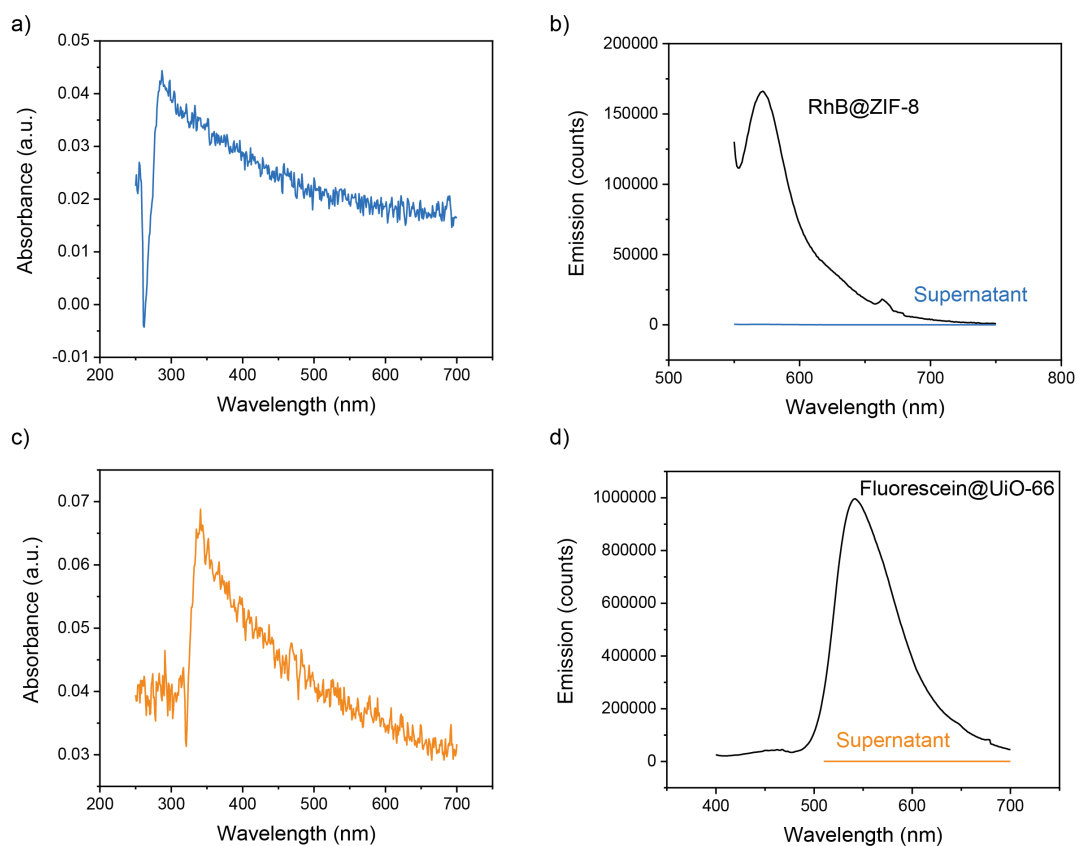 a)
0.05
0.04
0.03
0.02
0.01
0.00
-0.01
200 300 400 500 600 700
Absorbance (a.u.)
Wavelength (nm)
b)
200000
150000
100000
50000
0
500 600 700 800
Emission (counts)
Wavelength (nm)
RhB@ZIF-8
Supernatant
c)
0.07
0.06
0.05
0.04
0.03
200 300 400 500 600 700
Absorbance (a.u.)
Wavelength (nm)
d)
1000000
800000
600000
400000
200000
0
400 500 600 700
Emission (counts)
Wavelength (nm)
Fluorescein@UiO-66
Supernatant